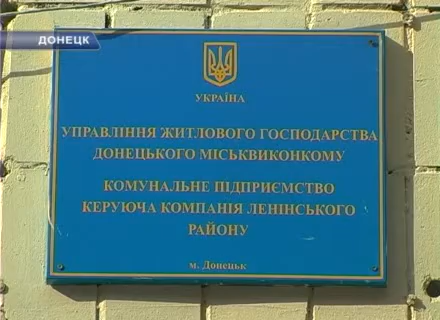 ДОНЕЦК
УКРАЇНА
УПРАВЛІННЯ ЖИТЛОВОГО ГОСПОДАРСТВА
ДОНЕЦЬКОГО МІСЬКВИКОНКОМУ
КОМУНАЛЬНЕ ПІДПРИЄМСТВО
КЕРУЮЧА КОМПАНІЯ ЛЕНІНСЬКОГО
РАЙОНУ
м. Донецьк